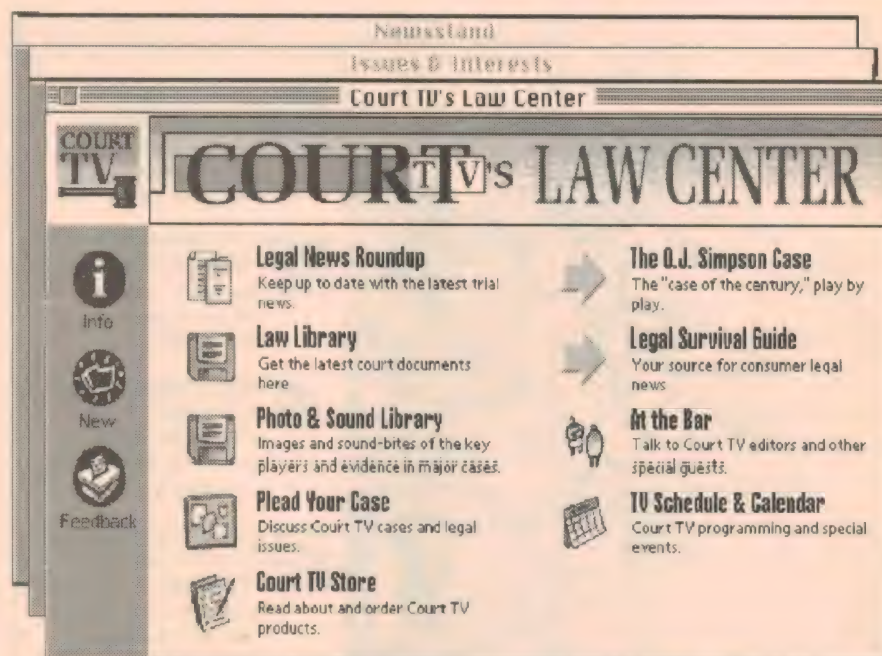 Newsstand
Issues & Interests
Court TV's Law Center
COURT
TV
COURT TV'S LAW CENTER
Info
New
Feedback
Legal News Roundup
Keep up to date with the latest trial
news.
Law Library
Get the latest court documents
here
Photo & Sound Library
Images and sound-bites of the key
players and evidence in major cases.
Plead Your Case
Discuss Court TV cases and legal
issues.
Court TV Store
Read about and order Court TV
products.
The O.J. Simpson Case
The "case of the century," play by
play.
Legal Survival Guide
Your source for consumer legal
news
At the Bar
Talk to Court TV editors and other
special guests.
TV Schedule & Calendar
Court TV programming and special
events.